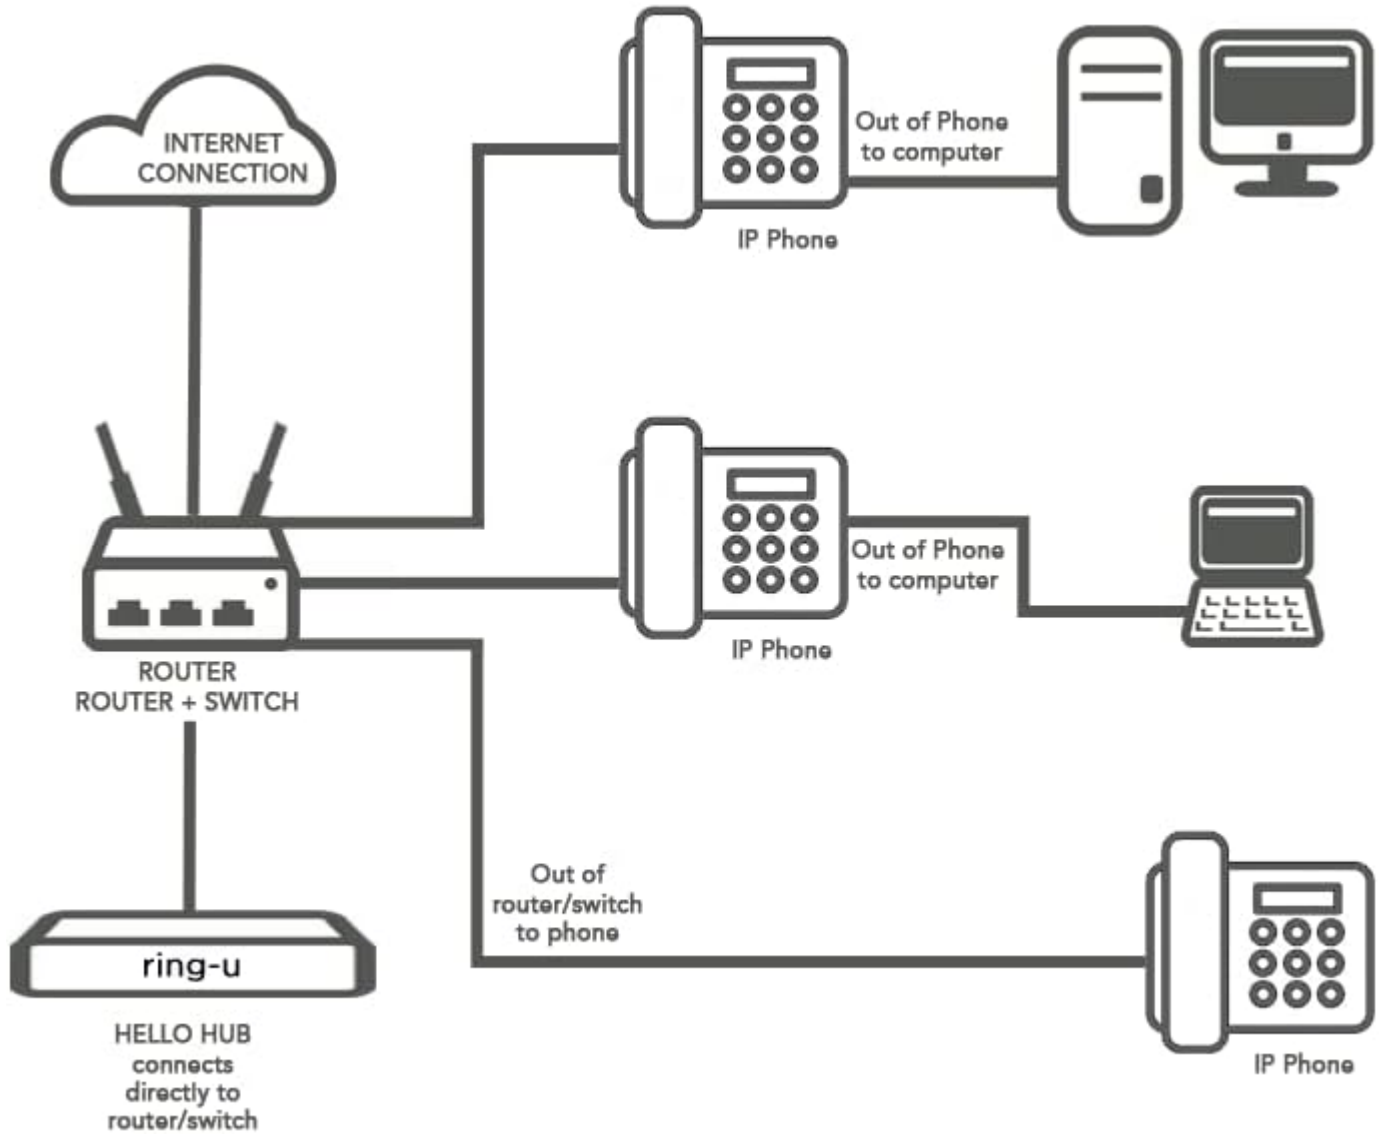 INTERNET
CONNECTION
Out of Phone
to computer
IP Phone
Out of Phone
to computer
IP Phone
ROUTER
ROUTER + SWITCH
Out of
router/switch
to phone
ring-u
HELLO HUB
connects
directly to
router/switch
IP Phone